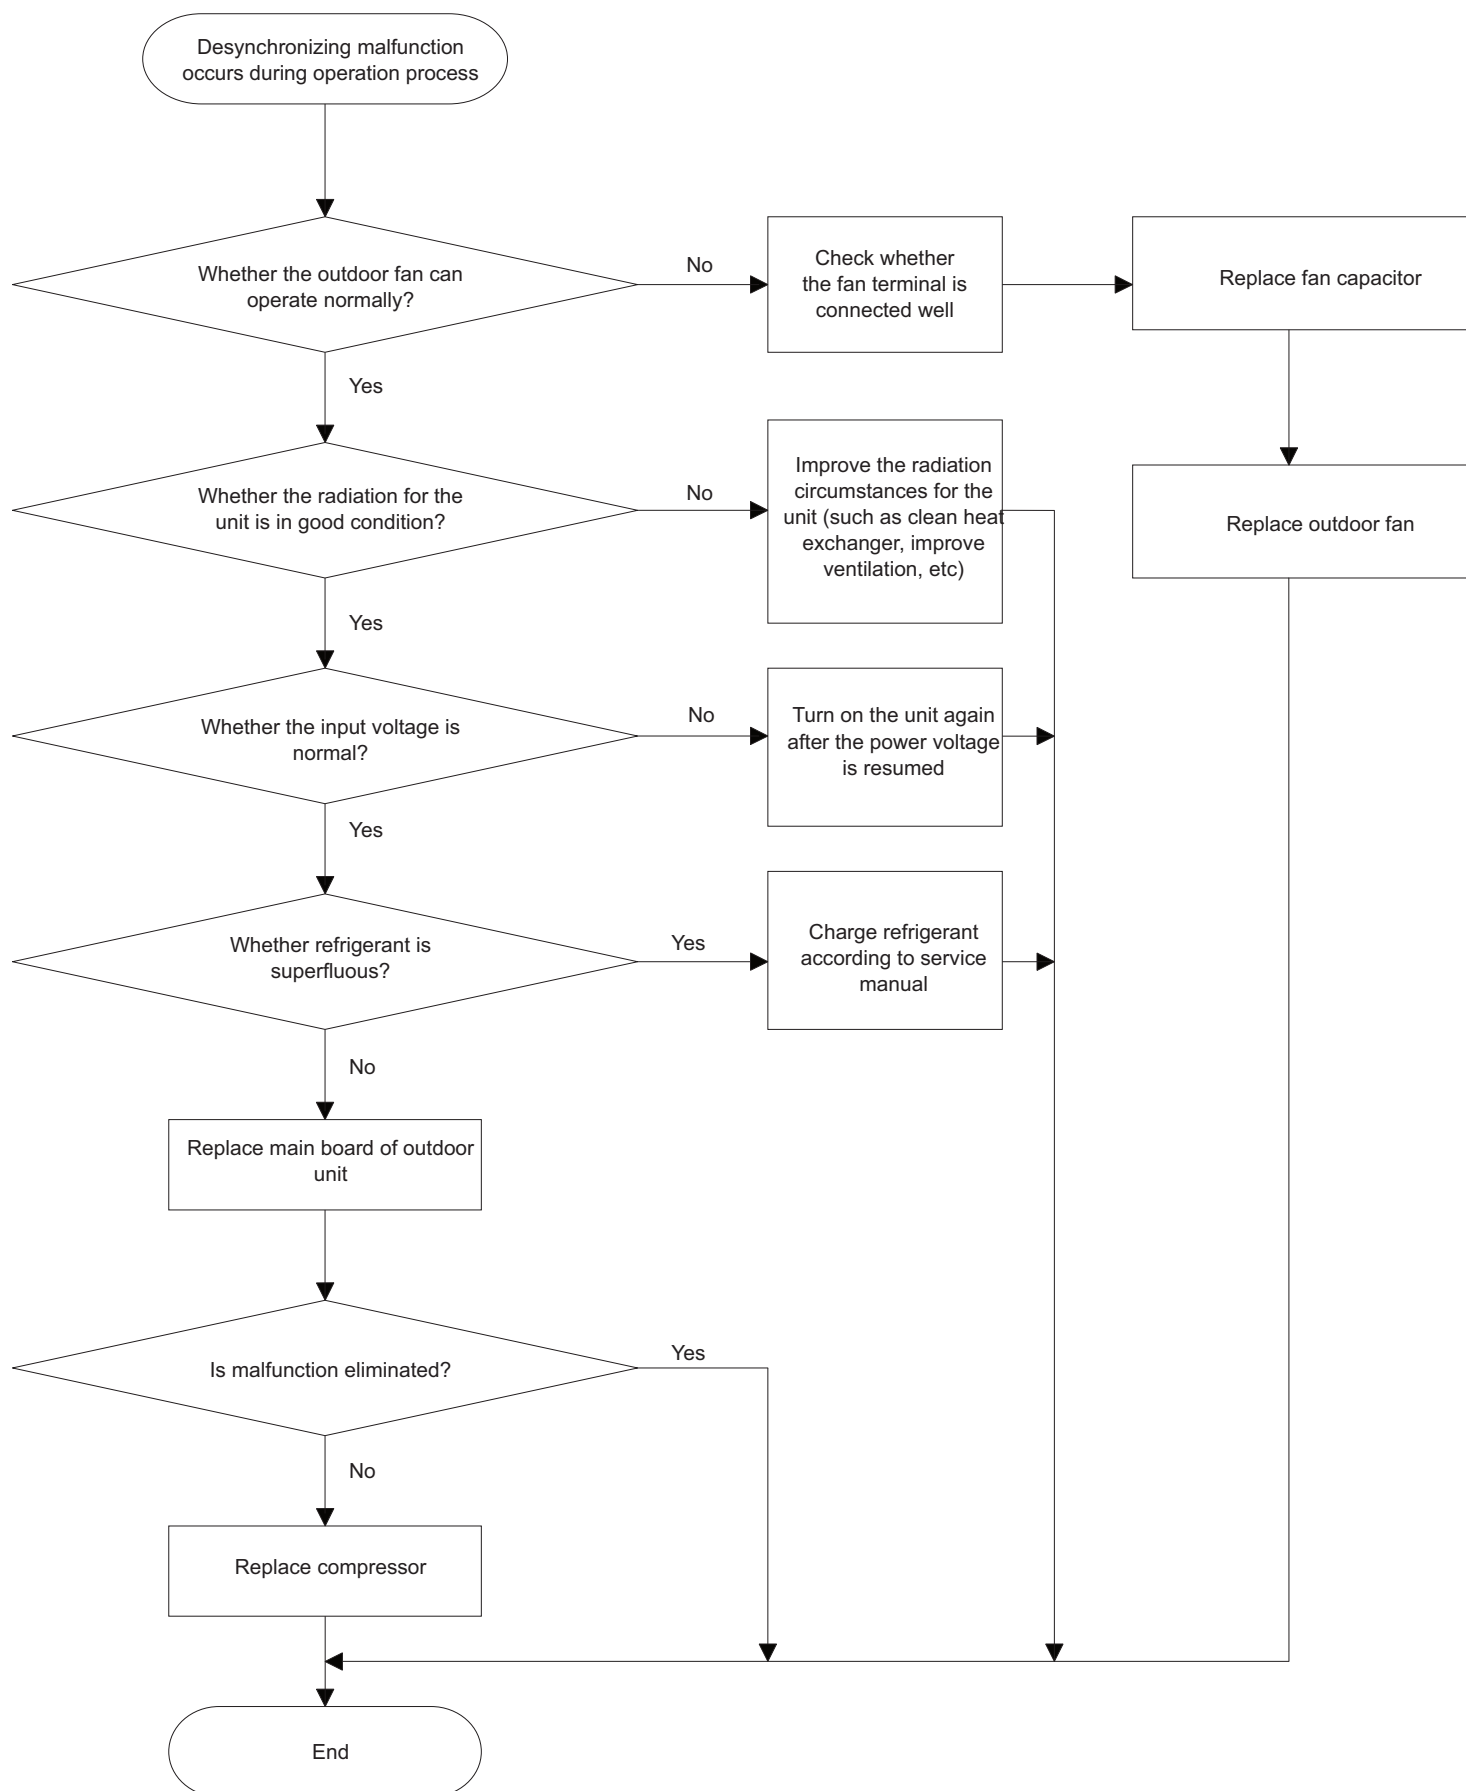 Desynchronizing malfunction
occurs during operation process
Whether the outdoor fan can
operate normally?
No
Check whether
the fan terminal is
connected well
Replace fan capacitor
Yes
Whether the radiation for the
unit is in good condition?
No
Improve the radiation
circumstances for the
unit (such as clean heat
exchanger, improve
ventilation, etc)
Replace outdoor fan
Yes
Whether the input voltage is
normal?
No
Turn on the unit again
after the power voltage
is resumed
Yes
Whether refrigerant is
superfluous?
Yes
Charge refrigerant
according to service
manual
No
Replace main board of outdoor
unit
Is malfunction eliminated?
Yes
No
Replace compressor
End